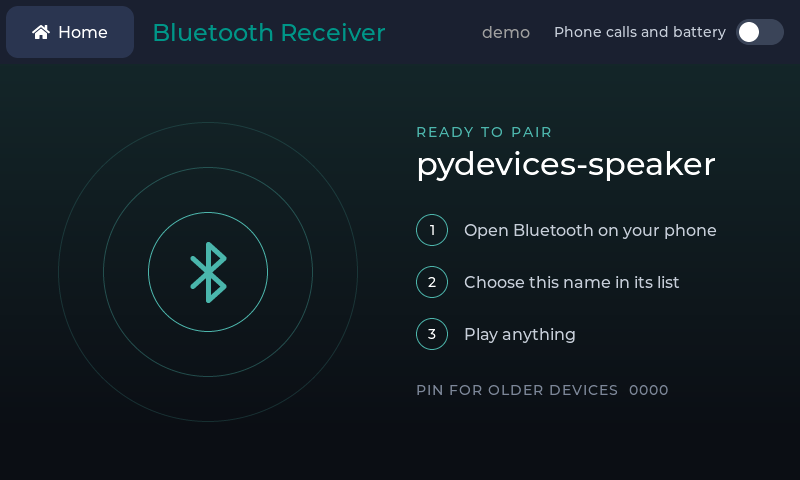 Home
Bluetooth Receiver
demo
Phone calls and battery
READY TO PAIR
pydevices-speaker
1 Open Bluetooth on your phone
2 Choose this name in its list
3 Play anything
PIN FOR OLDER DEVICES 0000